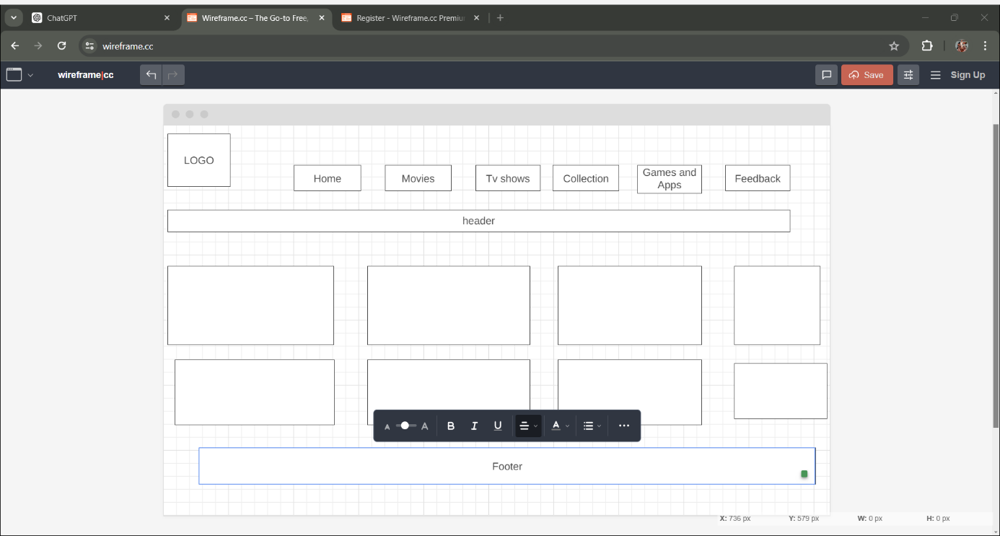 ChatGPT
Wireframe.cc – The Go-to Free,
Register - Wireframe.cc Premiu
wireframe.cc
wireframe|cc
Save
Sign Up
LOGO
Home
Movies
Tv shows
Collection
Games and
Apps
Feedback
header
A A B I U A
Footer
X: 736 px Y: 579 px W: 0 px H: 0 px